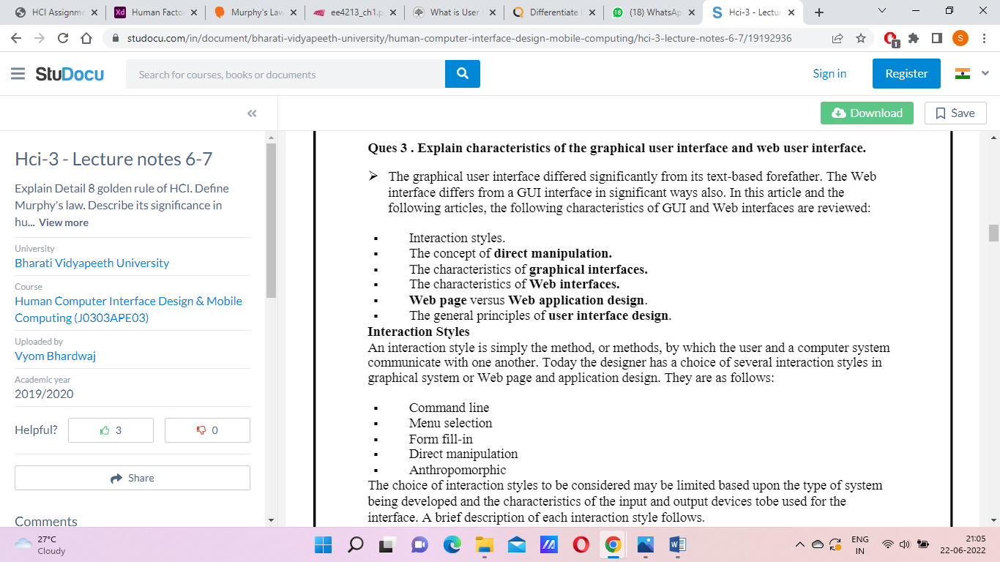 HCI Assignme
Human Facto
Murphy's Law
ee4213_ch1.p
What is User
Differentiate
(18) WhatsAp
Hci-3 - Lectur
studocu.com/in/document/bharati-vidyapeeth-university/human-computer-interface-design-mobile-computing/hci-3-lecture-notes-6-7/19192936
StuDocu
Search for courses, books or documents
Sign in
Register
Download
Save
Hci-3 - Lecture notes 6-7
Explain Detail 8 golden rule of HCI. Define
Murphy's law. Describe its significance in
hu... View more
University
Bharati Vidyapeeth University
Course
Human Computer Interface Design & Mobile
Computing (J0303APE03)
Uploaded by
Vyom Bhardwaj
Academic year
2019/2020
Helpful?
3
0
Share
Comments
Ques 3 . Explain characteristics of the graphical user interface and web user interface.
➢ The graphical user interface differed significantly from its text-based forefather. The Web
interface differs from a GUI interface in significant ways also. In this article and the
following articles, the following characteristics of GUI and Web interfaces are reviewed:
▪ Interaction styles.
▪ The concept of direct manipulation.
▪ The characteristics of graphical interfaces.
▪ The characteristics of Web interfaces.
▪ Web page versus Web application design.
▪ The general principles of user interface design.
Interaction Styles
An interaction style is simply the method, or methods, by which the user and a computer system
communicate with one another. Today the designer has a choice of several interaction styles in
graphical system or Web page and application design. They are as follows:
▪ Command line
▪ Menu selection
▪ Form fill-in
▪ Direct manipulation
▪ Anthropomorphic
The choice of interaction styles to be considered may be limited based upon the type of system
being developed and the characteristics of the input and output devices tobe used for the
interface. A brief description of each interaction style follows.
27°C
Cloudy
ENG
IN
21:05
22-06-2022